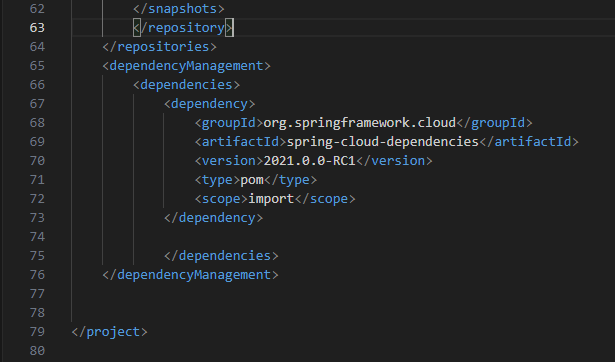 62 </snapshots>
63 </repository>
64 </repositories>
65 <dependencyManagement>
66 <dependencies>
67 <dependency>
68 <groupId>org.springframework.cloud</groupId>
69 <artifactId>spring-cloud-dependencies</artifactId>
70 <version>2021.0.0-RC1</version>
71 <type>pom</type>
72 <scope>import</scope>
73 </dependency>
74
75 </dependencies>
76 </dependencyManagement>
77
78
79 </project>
80